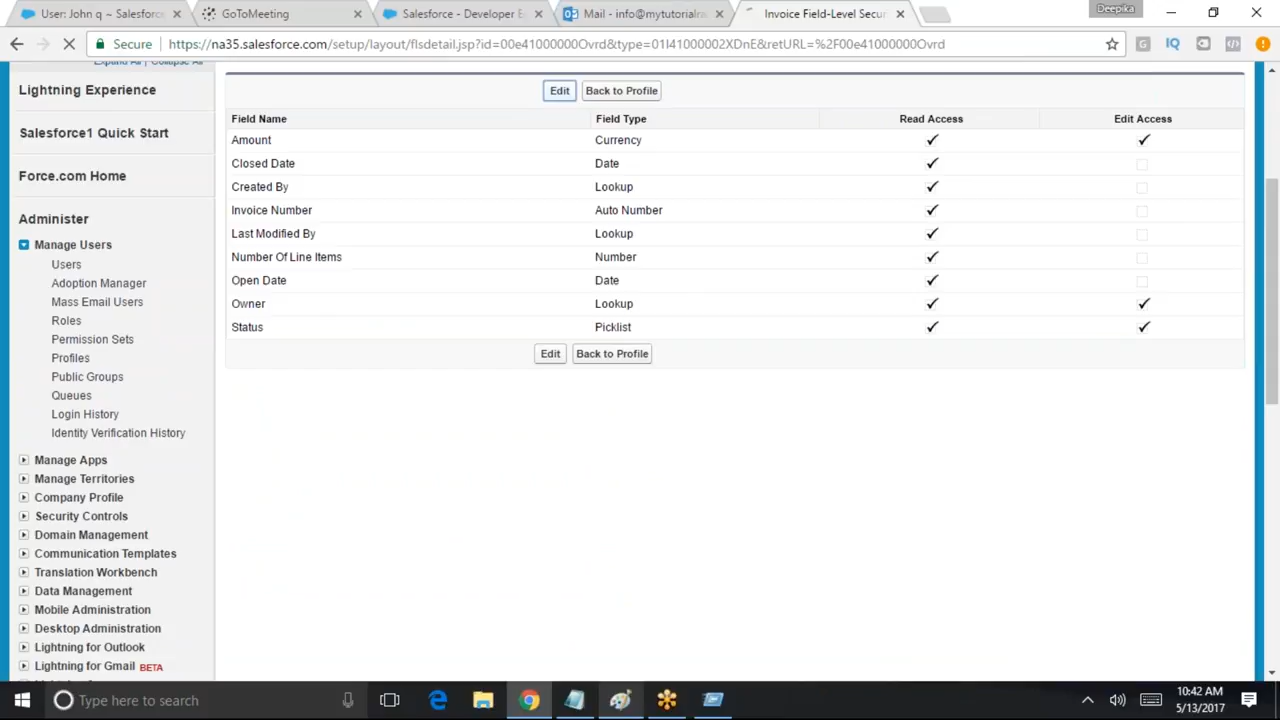 User: John q ~ Salesforc
GoToMeeting
Salesforce - Developer E
Mail - info@mytutorialr
Invoice Field-Level Secur
Deepika
Secure
https://na35.salesforce.com/setup/layout/flsdetail.jsp?id=00e41000000Ovrd&type=01I41000002XDnE&retURL=%2F00e41000000Ovrd
Expand All | Collapse All
Lightning Experience
Salesforce1 Quick Start
Force.com Home
Administer
Manage Users
Users
Adoption Manager
Mass Email Users
Roles
Permission Sets
Profiles
Public Groups
Queues
Login History
Identity Verification History
Manage Apps
Manage Territories
Company Profile
Security Controls
Domain Management
Communication Templates
Translation Workbench
Data Management
Mobile Administration
Desktop Administration
Lightning for Outlook
Lightning for Gmail BETA
Edit Back to Profile
Field Name Field Type Read Access Edit Access
Amount Currency
Closed Date Date
Created By Lookup
Invoice Number Auto Number
Last Modified By Lookup
Number Of Line Items Number
Open Date Date
Owner Lookup
Status Picklist
Edit Back to Profile
Type here to search
10:42 AM
5/13/2017